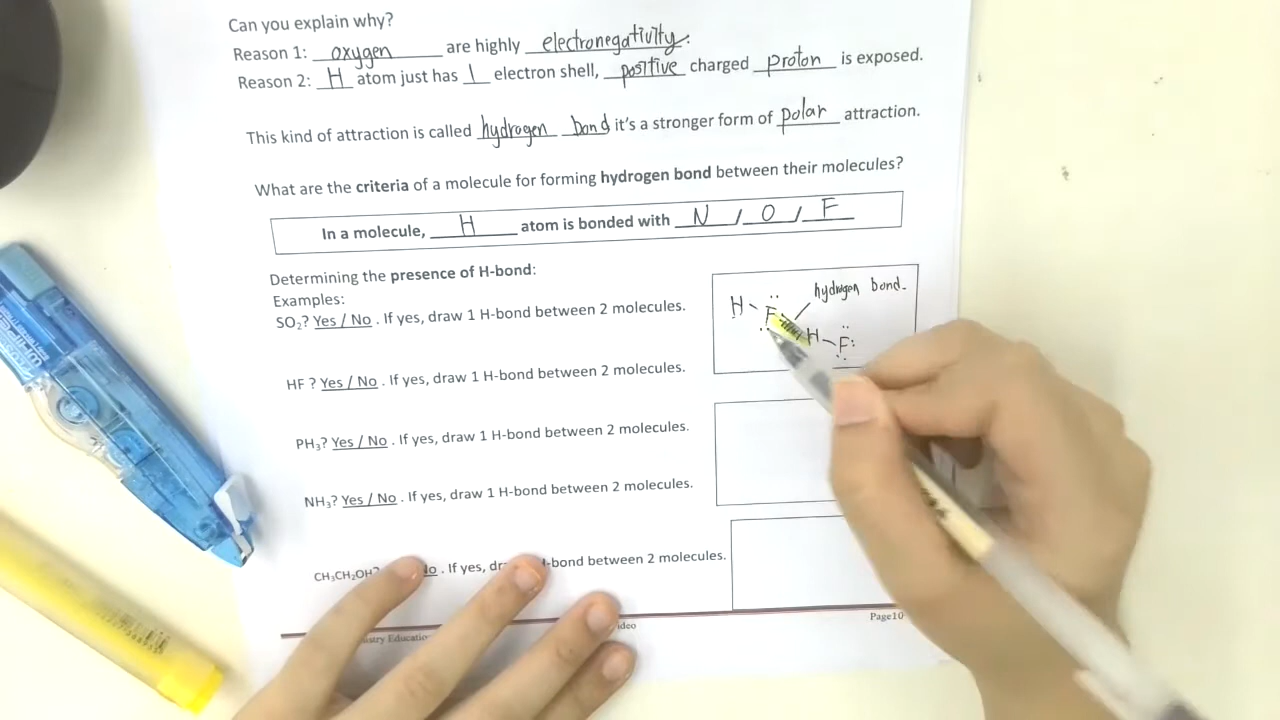 Can you explain why?
Reason 1: oxygen are highly electronegativity.
Reason 2: H atom just has 1 electron shell, positive charged proton is exposed.
This kind of attraction is called hydrogen bond it's a stronger form of polar attraction.
What are the criteria of a molecule for forming hydrogen bond between their molecules?
In a molecule, H atom is bonded with N / O / F
Determining the presence of H-bond:
Examples:
SO₂? Yes / No . If yes, draw 1 H-bond between 2 molecules.
hydrogen bond.
H F
H F
HF ? Yes / No . If yes, draw 1 H-bond between 2 molecules.
PH₃? Yes / No . If yes, draw 1 H-bond between 2 molecules.
NH₃? Yes / No . If yes, draw 1 H-bond between 2 molecules.
CH₃CH₂OH? No . If yes, bond between 2 molecules.
Page10